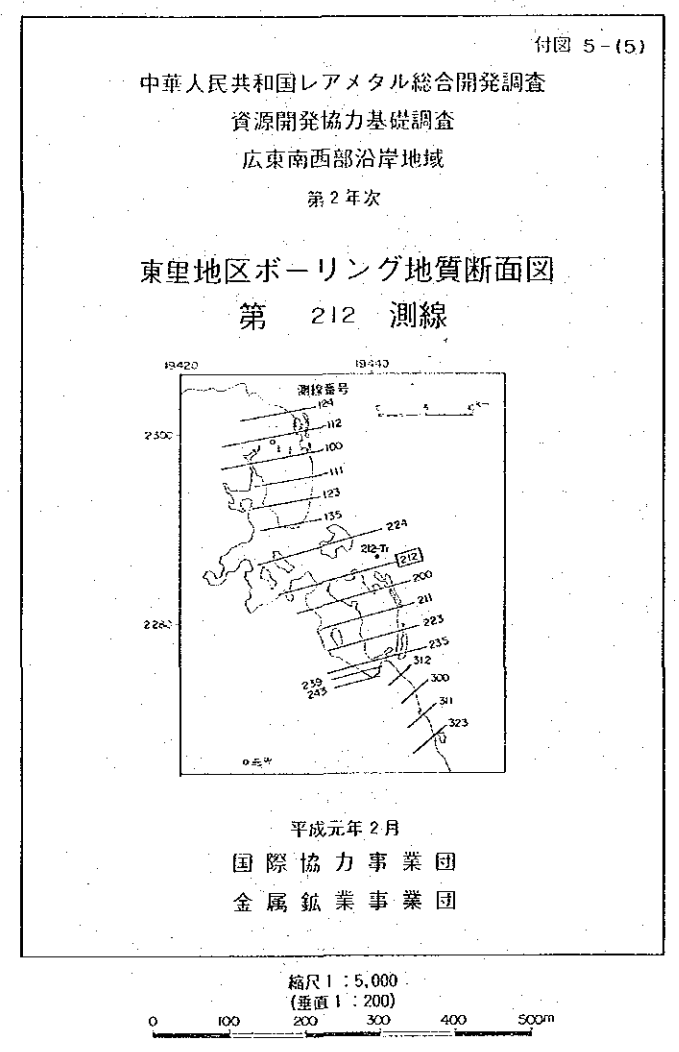 付図 5-(5)
中華人民共和国レアメタル総合開発調査
資源開発協力基礎調査
広東南西部沿岸地域
第2年次
東里地区ボーリング地質断面図
第 212 測線
19420 19440
測線番号
124
112
2300
100
111
123
135
224
212-Tr
212
200
211
2280
223
235
312
239
300
243
311
323
平成元年2月
国際協力事業団
金属鉱業事業団
縮尺1:5,000
(垂直1:200)
0 100 200 300 400 500m